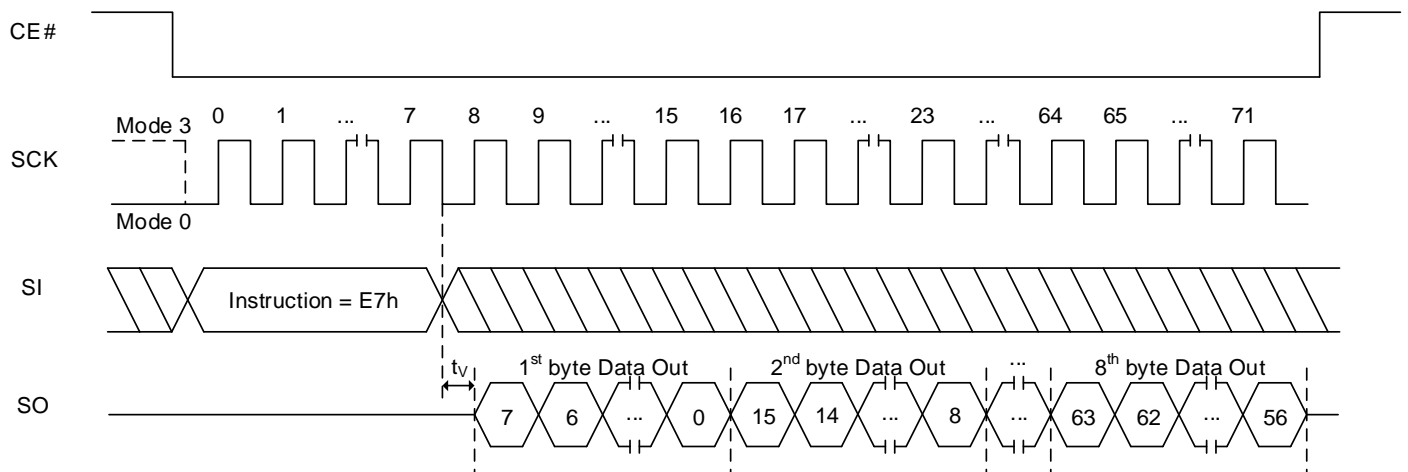 CE#
0 1 ... 7 8 9 ... 15 16 17 ... 23 ... 64 65 ... 71
Mode 3
SCK
Mode 0
SI
Instruction = E7h
tV 1st byte Data Out 2nd byte Data Out ... 8th byte Data Out
SO
7 6 ... 0 15 14 ... 8 ... 63 62 ... 56